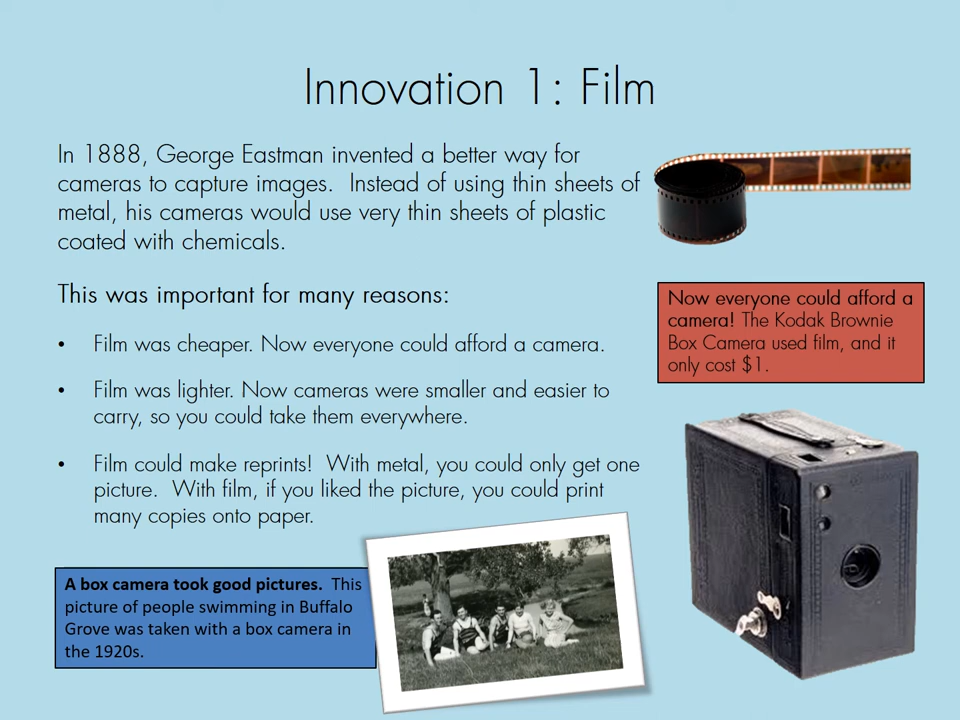 Innovation 1: Film
In 1888, George Eastman invented a better way for
cameras to capture images.  Instead of using thin sheets of
metal, his cameras would use very thin sheets of plastic
coated with chemicals.
This was important for many reasons:
• Film was cheaper. Now everyone could afford a camera.
• Film was lighter. Now cameras were smaller and easier to
carry, so you could take them everywhere.
• Film could make reprints!  With metal, you could only get one
picture.  With film, if you liked the picture, you could print
many copies onto paper.
Now everyone could afford a
camera! The Kodak Brownie
Box Camera used film, and it
only cost $1.
A box camera took good pictures.  This
picture of people swimming in Buffalo
Grove was taken with a box camera in
the 1920s.